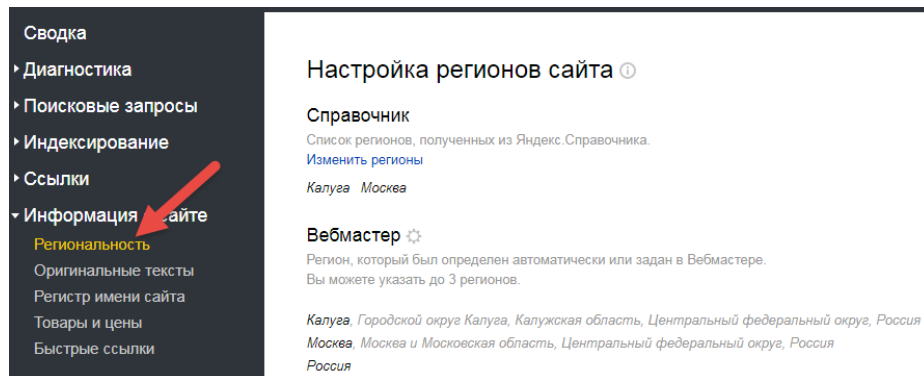 Сводка
Диагностика
Поисковые запросы
Индексирование
Ссылки
Информация айте
Региональность
Оригинальные тексты
Регистр имени сайта
Товары и цены
Быстрые ссылки
Настройка регионов сайта
Справочник
Список регионов, полученных из Яндекс.Справочника.
Изменить регионы
Калуга Москва
Вебмастер
Регион, который был определен автоматически или задан в Вебмастере.
Вы можете указать до 3 регионов.
Калуга, Городской округ Калуга, Калужская область, Центральный федеральный округ, Россия
Москва, Москва и Московская область, Центральный федеральный округ, Россия
Россия